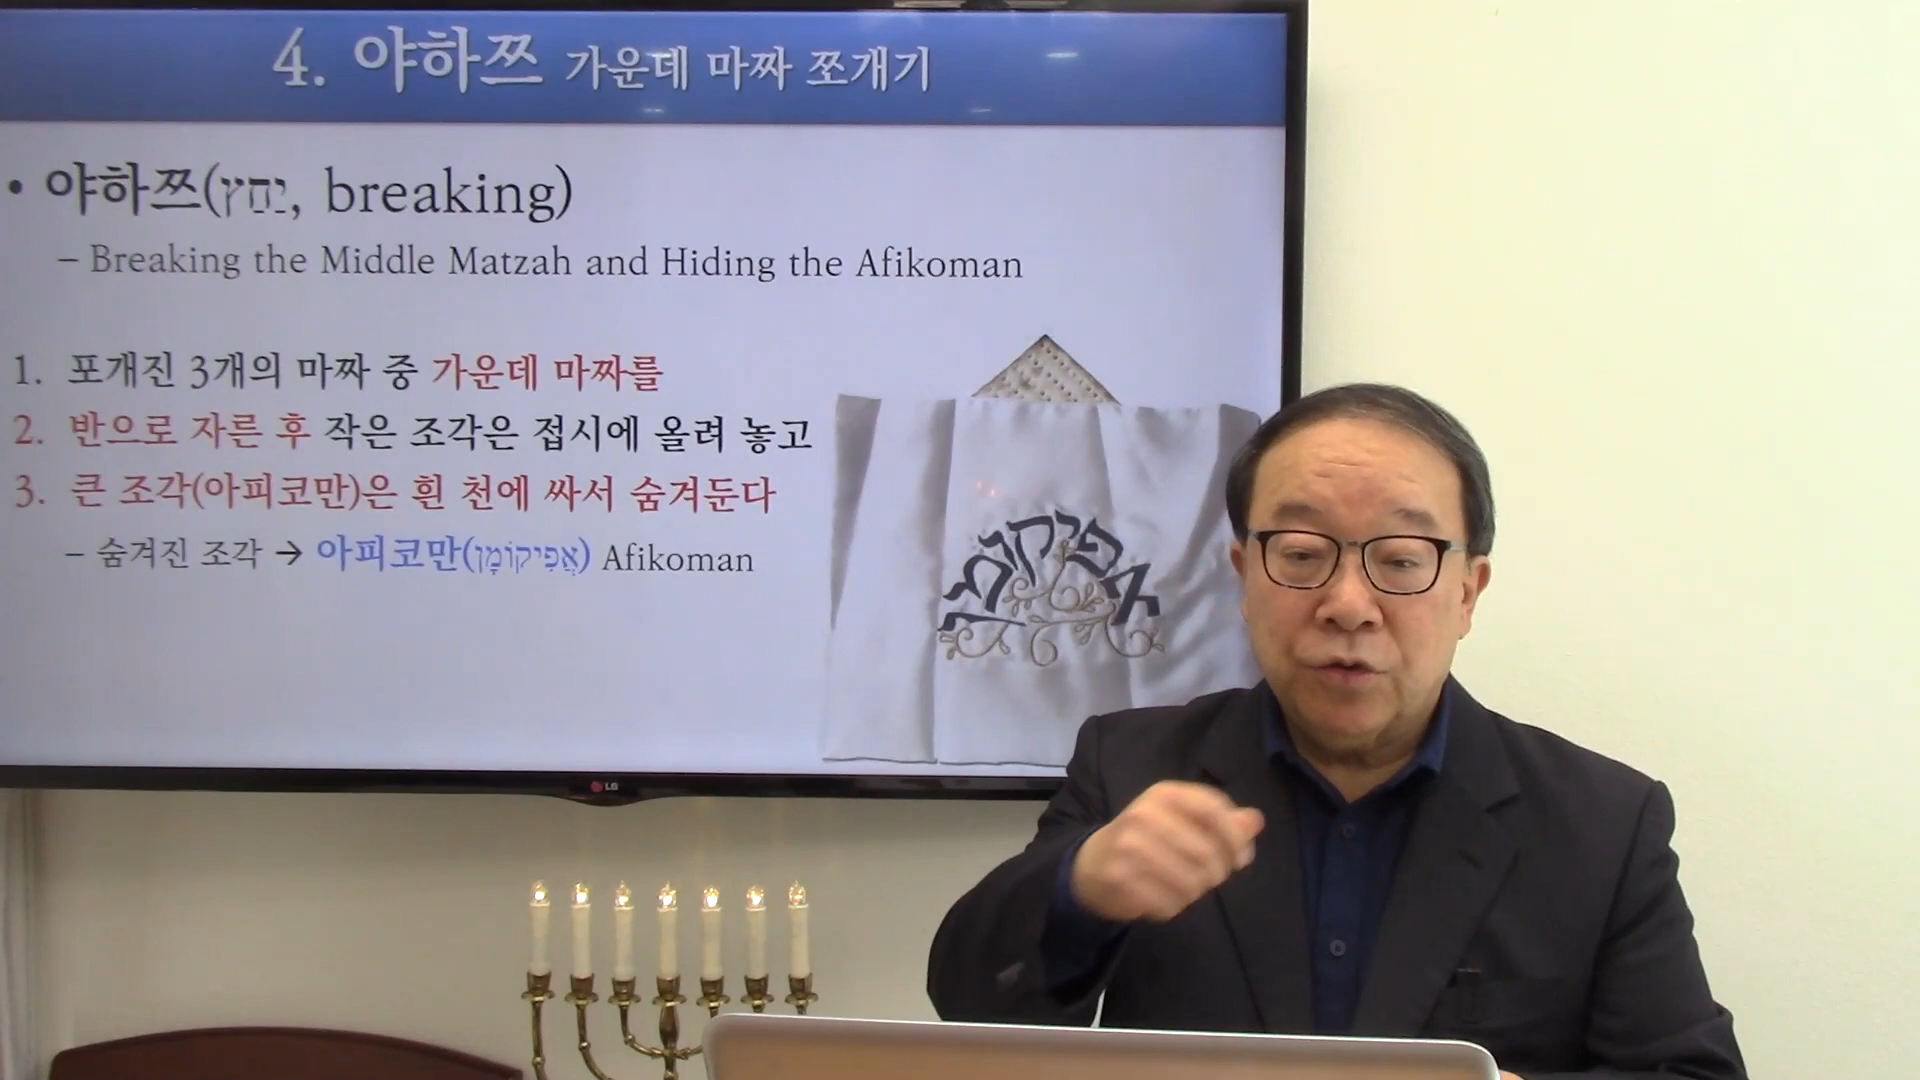 4. 야하쯔 가운데 마짜 쪼개기
• 야하쯔(יחץ, breaking)
– Breaking the Middle Matzah and Hiding the Afikoman
1. 포개진 3개의 마짜 중 가운데 마짜를
2. 반으로 자른 후 작은 조각은 접시에 올려 놓고
3. 큰 조각(아피코만)은 흰 천에 싸서 숨겨둔다
– 숨겨진 조각 → 아피코만(אֲפִיקוֹמָן) Afikoman
אפיקומן
LG